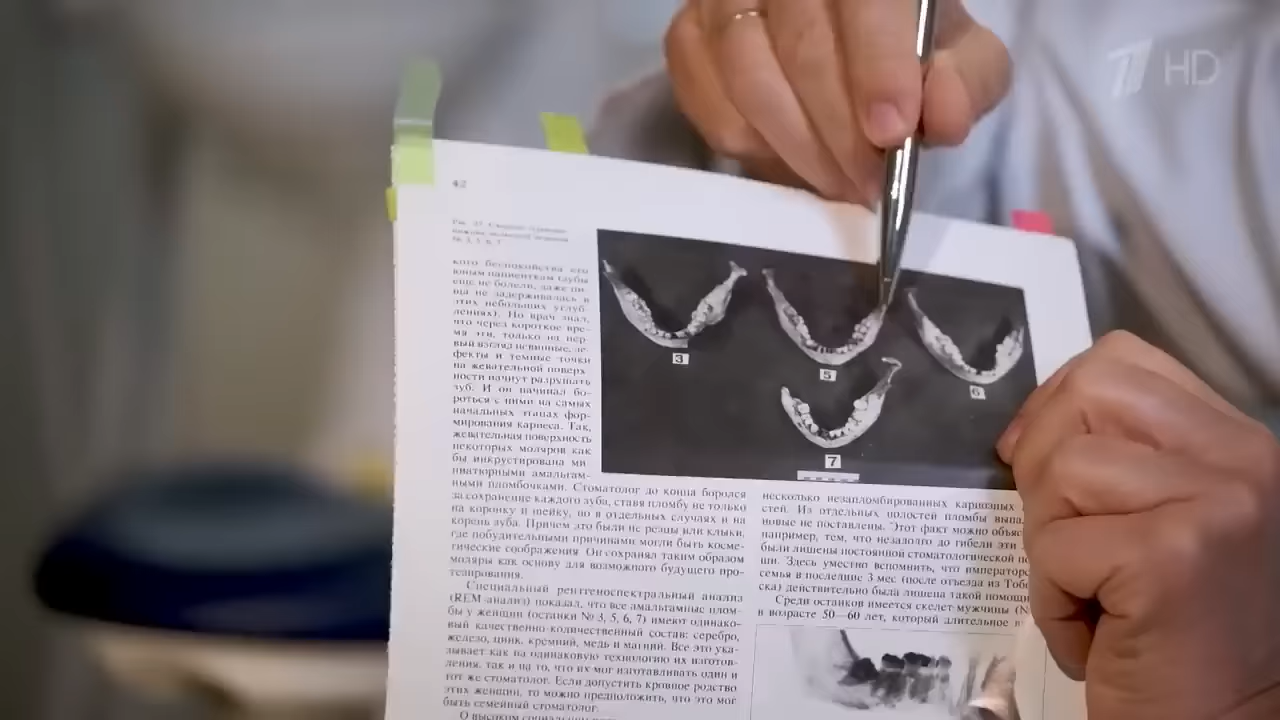 HD
42
кого беспокойства его
юным пациентам (зубы
еще не болели, даже пи-
ща не задерживалась в
этих небольших углуб-
лениях). Но врач знал,
что через короткое вре-
мя эти, только на пер-
вый взгляд невинные, де-
фекты и темные точки
на жевательной поверх-
ности начнут разрушать
зуб. И он начинал бо-
роться с ними на самых
начальных этапах фор-
мирования кариеса. Так,
жевательная поверхность
некоторых моляров как
бы инкрустирована ми-
ниатюрными амальгам-
ными пломбочками. Стоматолог до конца боролся
за сохранение каждого зуба, ставя пломбу не только
на коронку и шейку, но в отдельных случаях и на
корень зуба. Причем это были не резцы или клыки,
где побудительными причинами могли быть косме-
тические соображения. Он сохранял таким образом
моляры как основу для возможного будущего про-
тезирования.
Специальный рентгеноспектральный анализ
(REM-анализ) показал, что все амальгамные плом-
бы у женщин (останки № 3, 5, 6, 7) имеют одинако-
вый качественно-количественный состав: серебро,
железо, цинк, кремний, медь и магний. Все это ука-
зывает как на одинаковую технологию их изготов-
ления, так и на то, что их мог изготавливать один и
тот же стоматолог. Если допустить кровное родство
этих женщин, то можно предположить, что это мог
быть семейный стоматолог.
О высоком
3
5
6
7
несколько незапломбированных кариозных
стей. Из отдельных полостей пломбы выпа
новые не поставлены. Этот факт можно объяс
например, тем, что незадолго до гибели эти
были лишены постоянной стоматологической по
щи. Здесь уместно вспомнить, что император
семья в последние 3 мес (после отъезда из Тоб
ска) действительно была лишена такой помощи
Среди останков имеется скелет мужчины (N
в возрасте 50—60 лет, который длительное в